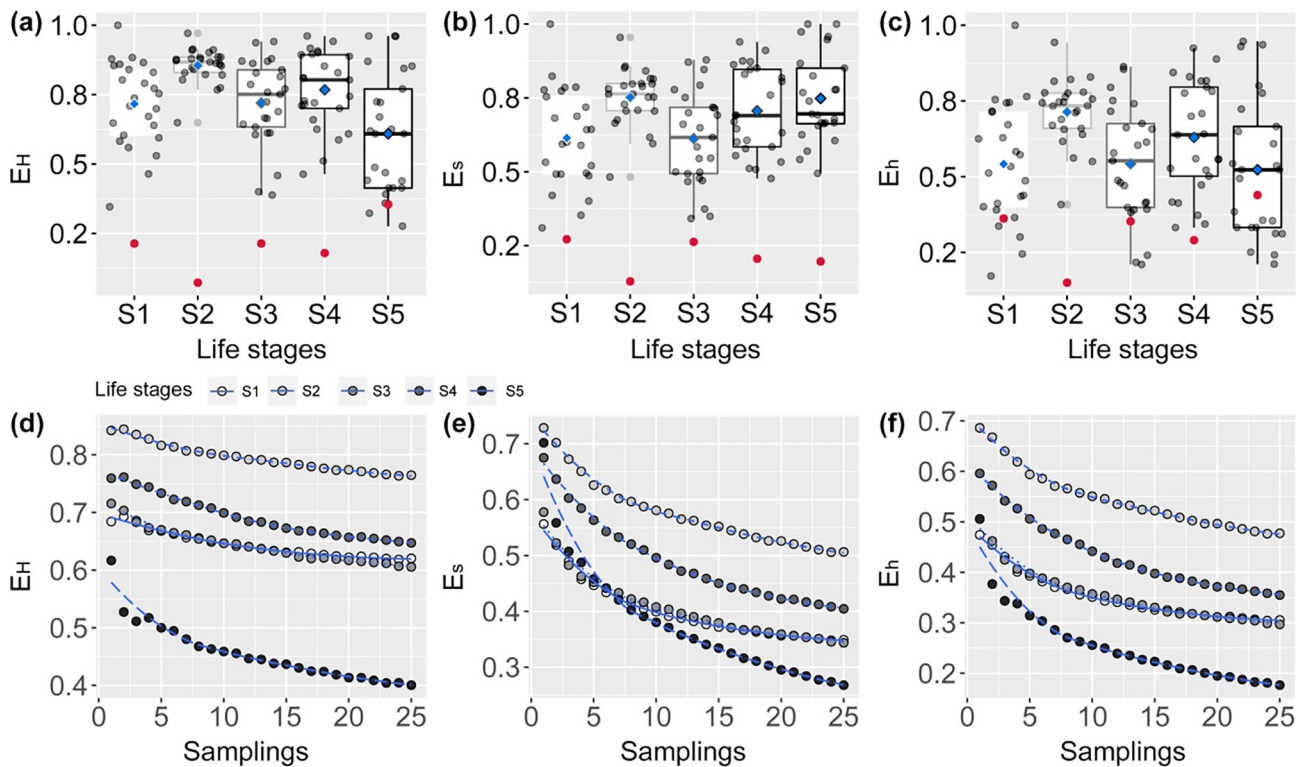 (a) (b) (c)
1.0 1.0 1.0
0.8 0.8 0.8
EH Es Eh
0.5 0.5 0.5
0.2 0.2 0.2
S1 S2 S3 S4 S5 S1 S2 S3 S4 S5 S1 S2 S3 S4 S5
Life stages Life stages Life stages
Life stages S1 S2 S3 S4 S5
(d) (e) (f)
0.8
0.7
EH
0.6
0.5
0.4
0 5 10 15 20 25
Samplings
0.7
0.6
Es
0.5
0.4
0.3
0 5 10 15 20 25
Samplings
0.7
0.6
0.5
Eh
0.4
0.3
0.2
0 5 10 15 20 25
Samplings